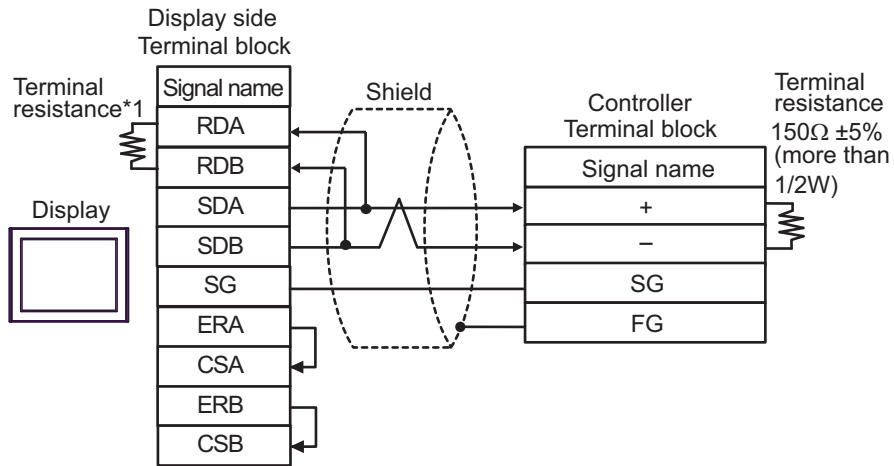 Display side
Terminal block
Terminal
resistance*1
Signal name
RDA
RDB
SDA
SDB
SG
ERA
CSA
ERB
CSB
Display
Shield
Controller
Terminal block
Signal name
+
−
SG
FG
Terminal
resistance
150Ω ±5%
(more than
1/2W)